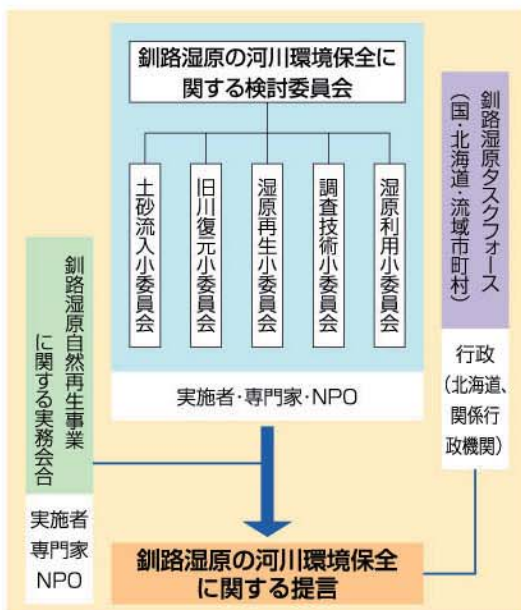 釧路湿原の河川環境保全に
関する検討委員会
土砂流入小委員会
旧川復元小委員会
湿原再生小委員会
調査技術小委員会
湿原利用小委員会
実施者・専門家・NPO
釧路湿原タスクフォース
(国・北海道・流域市町村)
行政
(北海道、
関係行
政機関)
釧路湿原自然再生事業
に関する実務会合
実施者
専門家
NPO
釧路湿原の河川環境保全
に関する提言